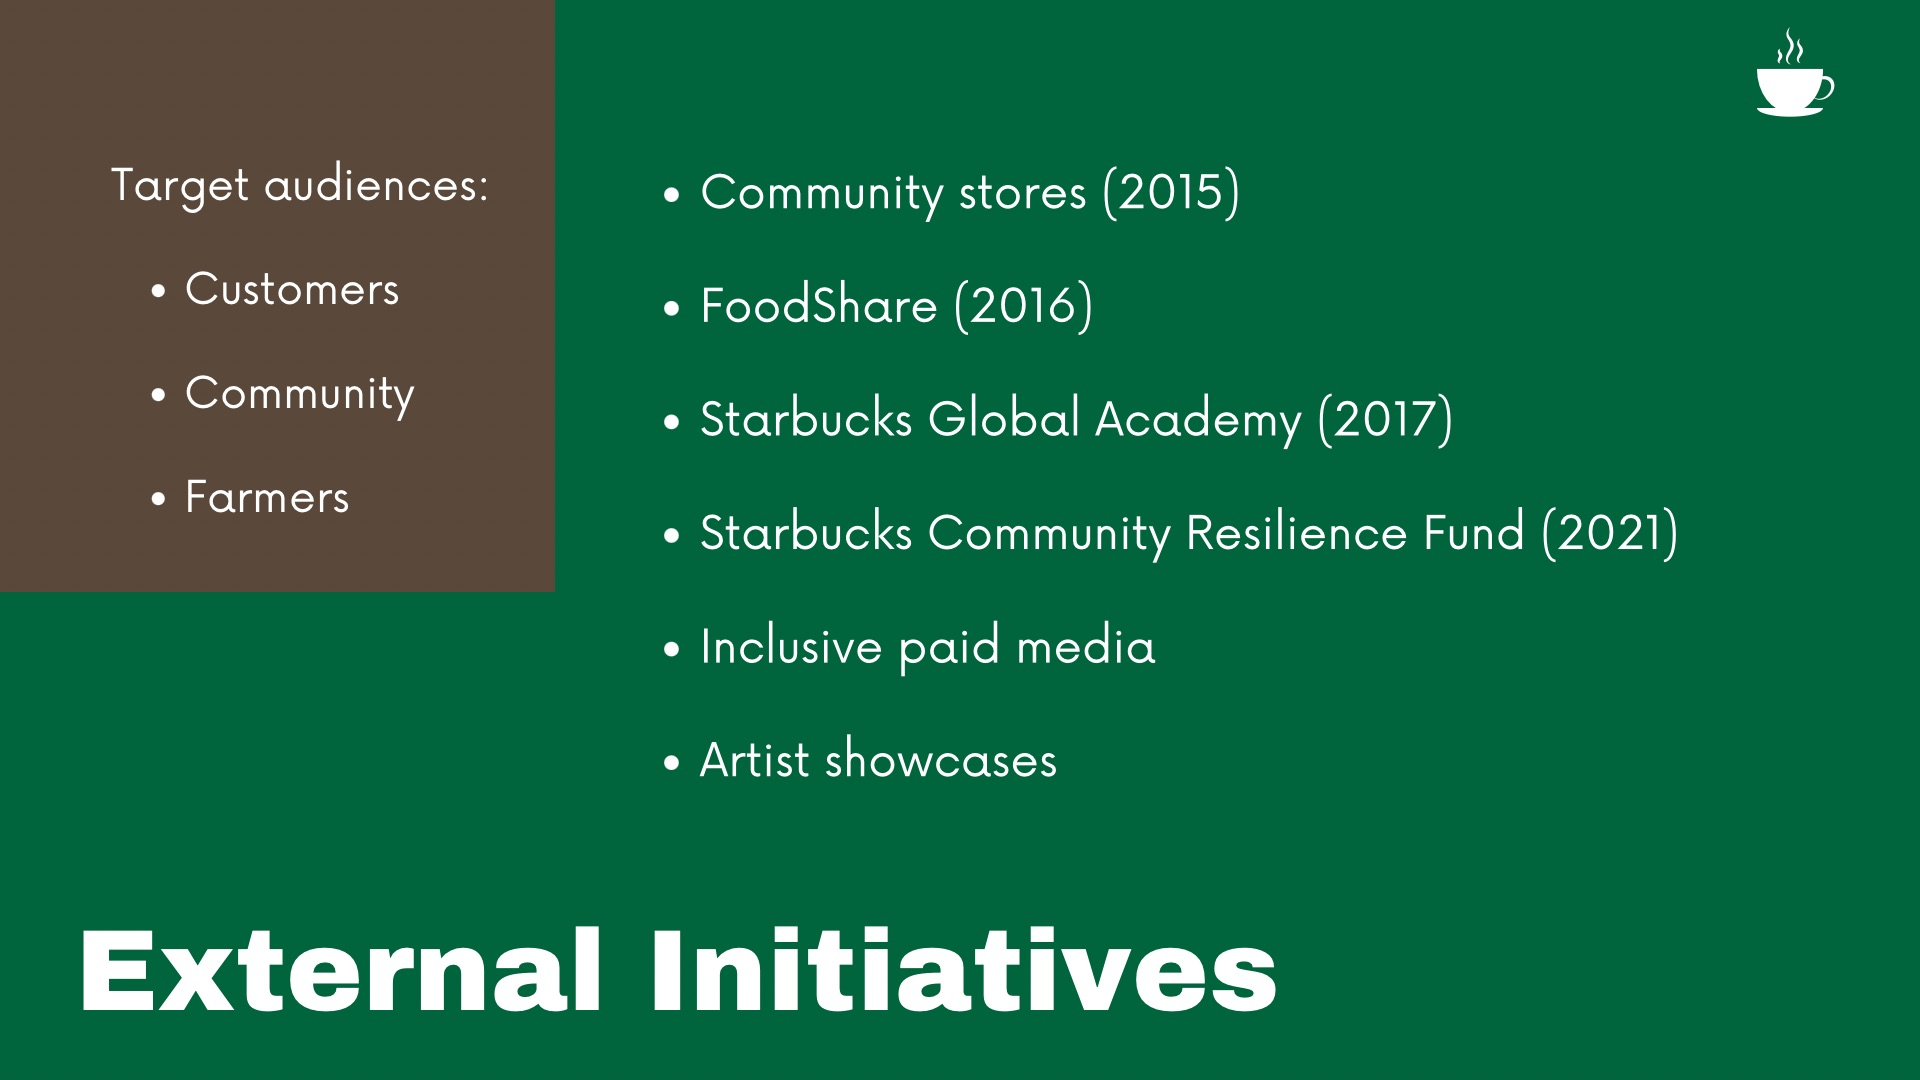 Target audiences:
• Customers
• Community
• Farmers
• Community stores (2015)
• FoodShare (2016)
• Starbucks Global Academy (2017)
• Starbucks Community Resilience Fund (2021)
• Inclusive paid media
• Artist showcases
External Initiatives